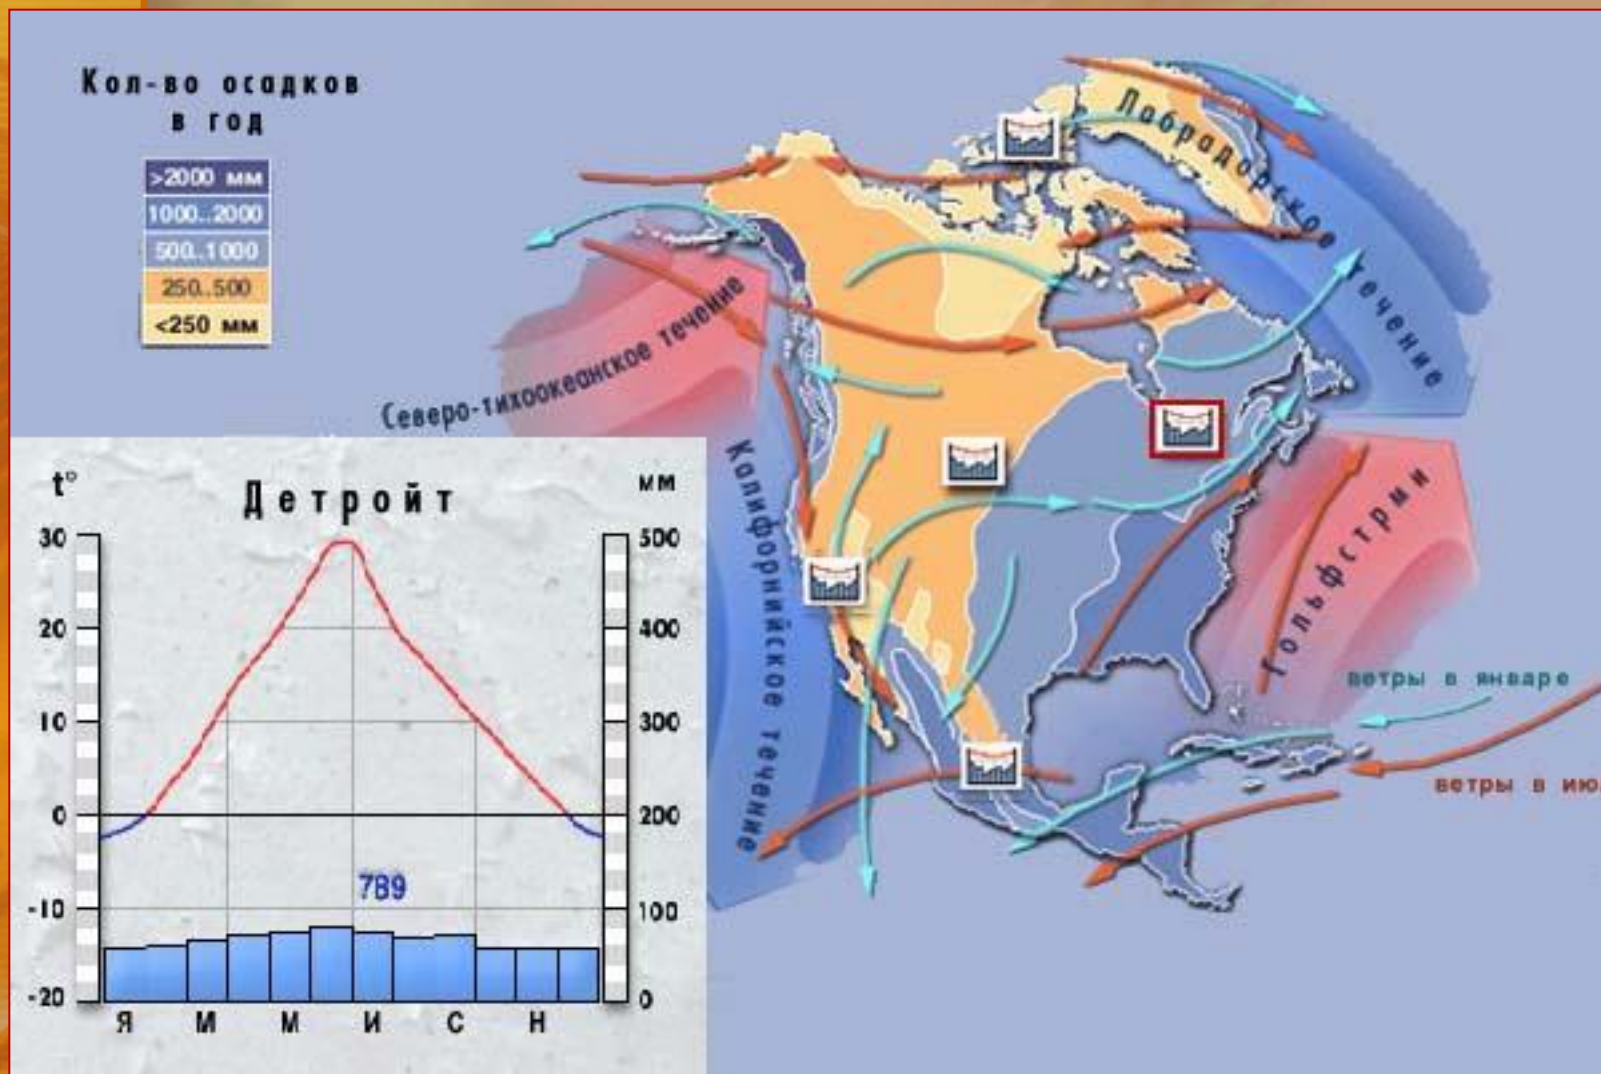 Кол-во осадков
в год
>2000 мм
1000..2000
500..1000
250..500
<250 мм
Лабрадорское течение
Северо-тихоокеанское течение
Калифорнийское течение
Гольфстрми
ветры в январе
ветры в ию
t°
Детройт
мм
30
20
10
0
-10
-20
500
400
300
200
100
0
789
Я М М И С Н